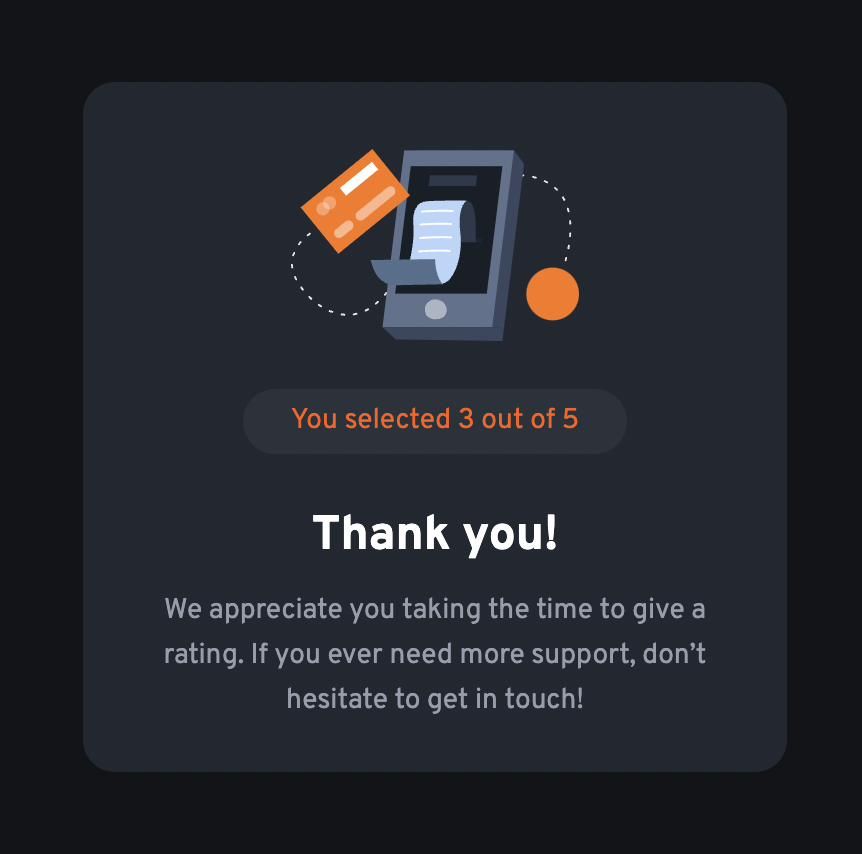 You selected 3 out of 5
Thank you!
We appreciate you taking the time to give a
rating. If you ever need more support, don’t
hesitate to get in touch!